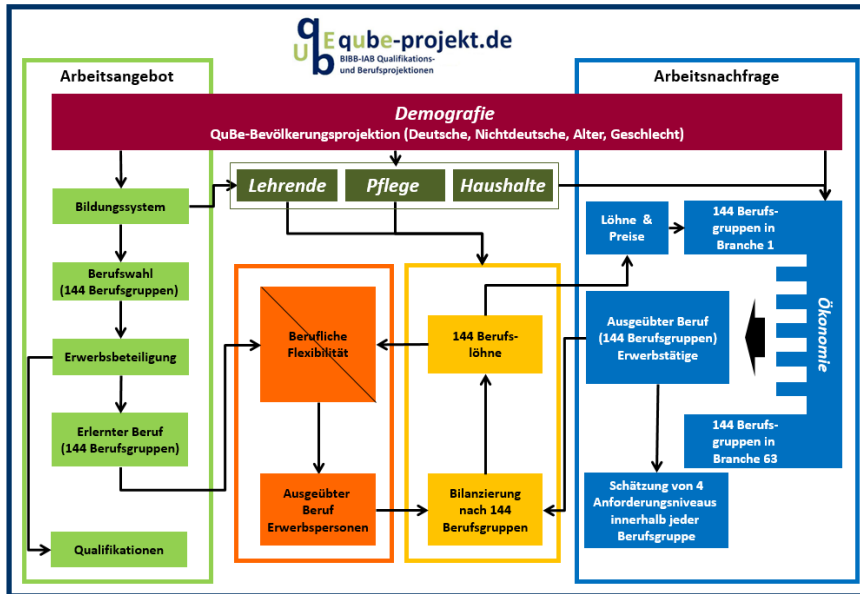 qube-projekt.de
BIBB-IAB Qualifikations-
und Berufsprojektionen
Arbeitsangebot
Arbeitsnachfrage
Demografie
QuBe-Bevölkerungsprojektion (Deutsche, Nichtdeutsche, Alter, Geschlecht)
Lehrende
Pflege
Haushalte
Bildungssystem
Berufswahl
(144 Berufsgruppen)
Erwerbsbeteiligung
Erlernter Beruf
(144 Berufsgruppen)
Qualifikationen
Berufliche
Flexibilität
Ausgeübter
Beruf
Erwerbspersonen
144 Berufs-
löhne
Bilanzierung
nach 144
Berufsgruppen
Löhne &
Preise
144 Berufs-
gruppen in
Branche 1
Ausgeübter Beruf
(144 Berufsgruppen)
Erwerbstätige
Ökonomie
144 Berufs-
gruppen in
Branche 63
Schätzung von 4
Anforderungsniveaus
innerhalb jeder
Berufsgruppe